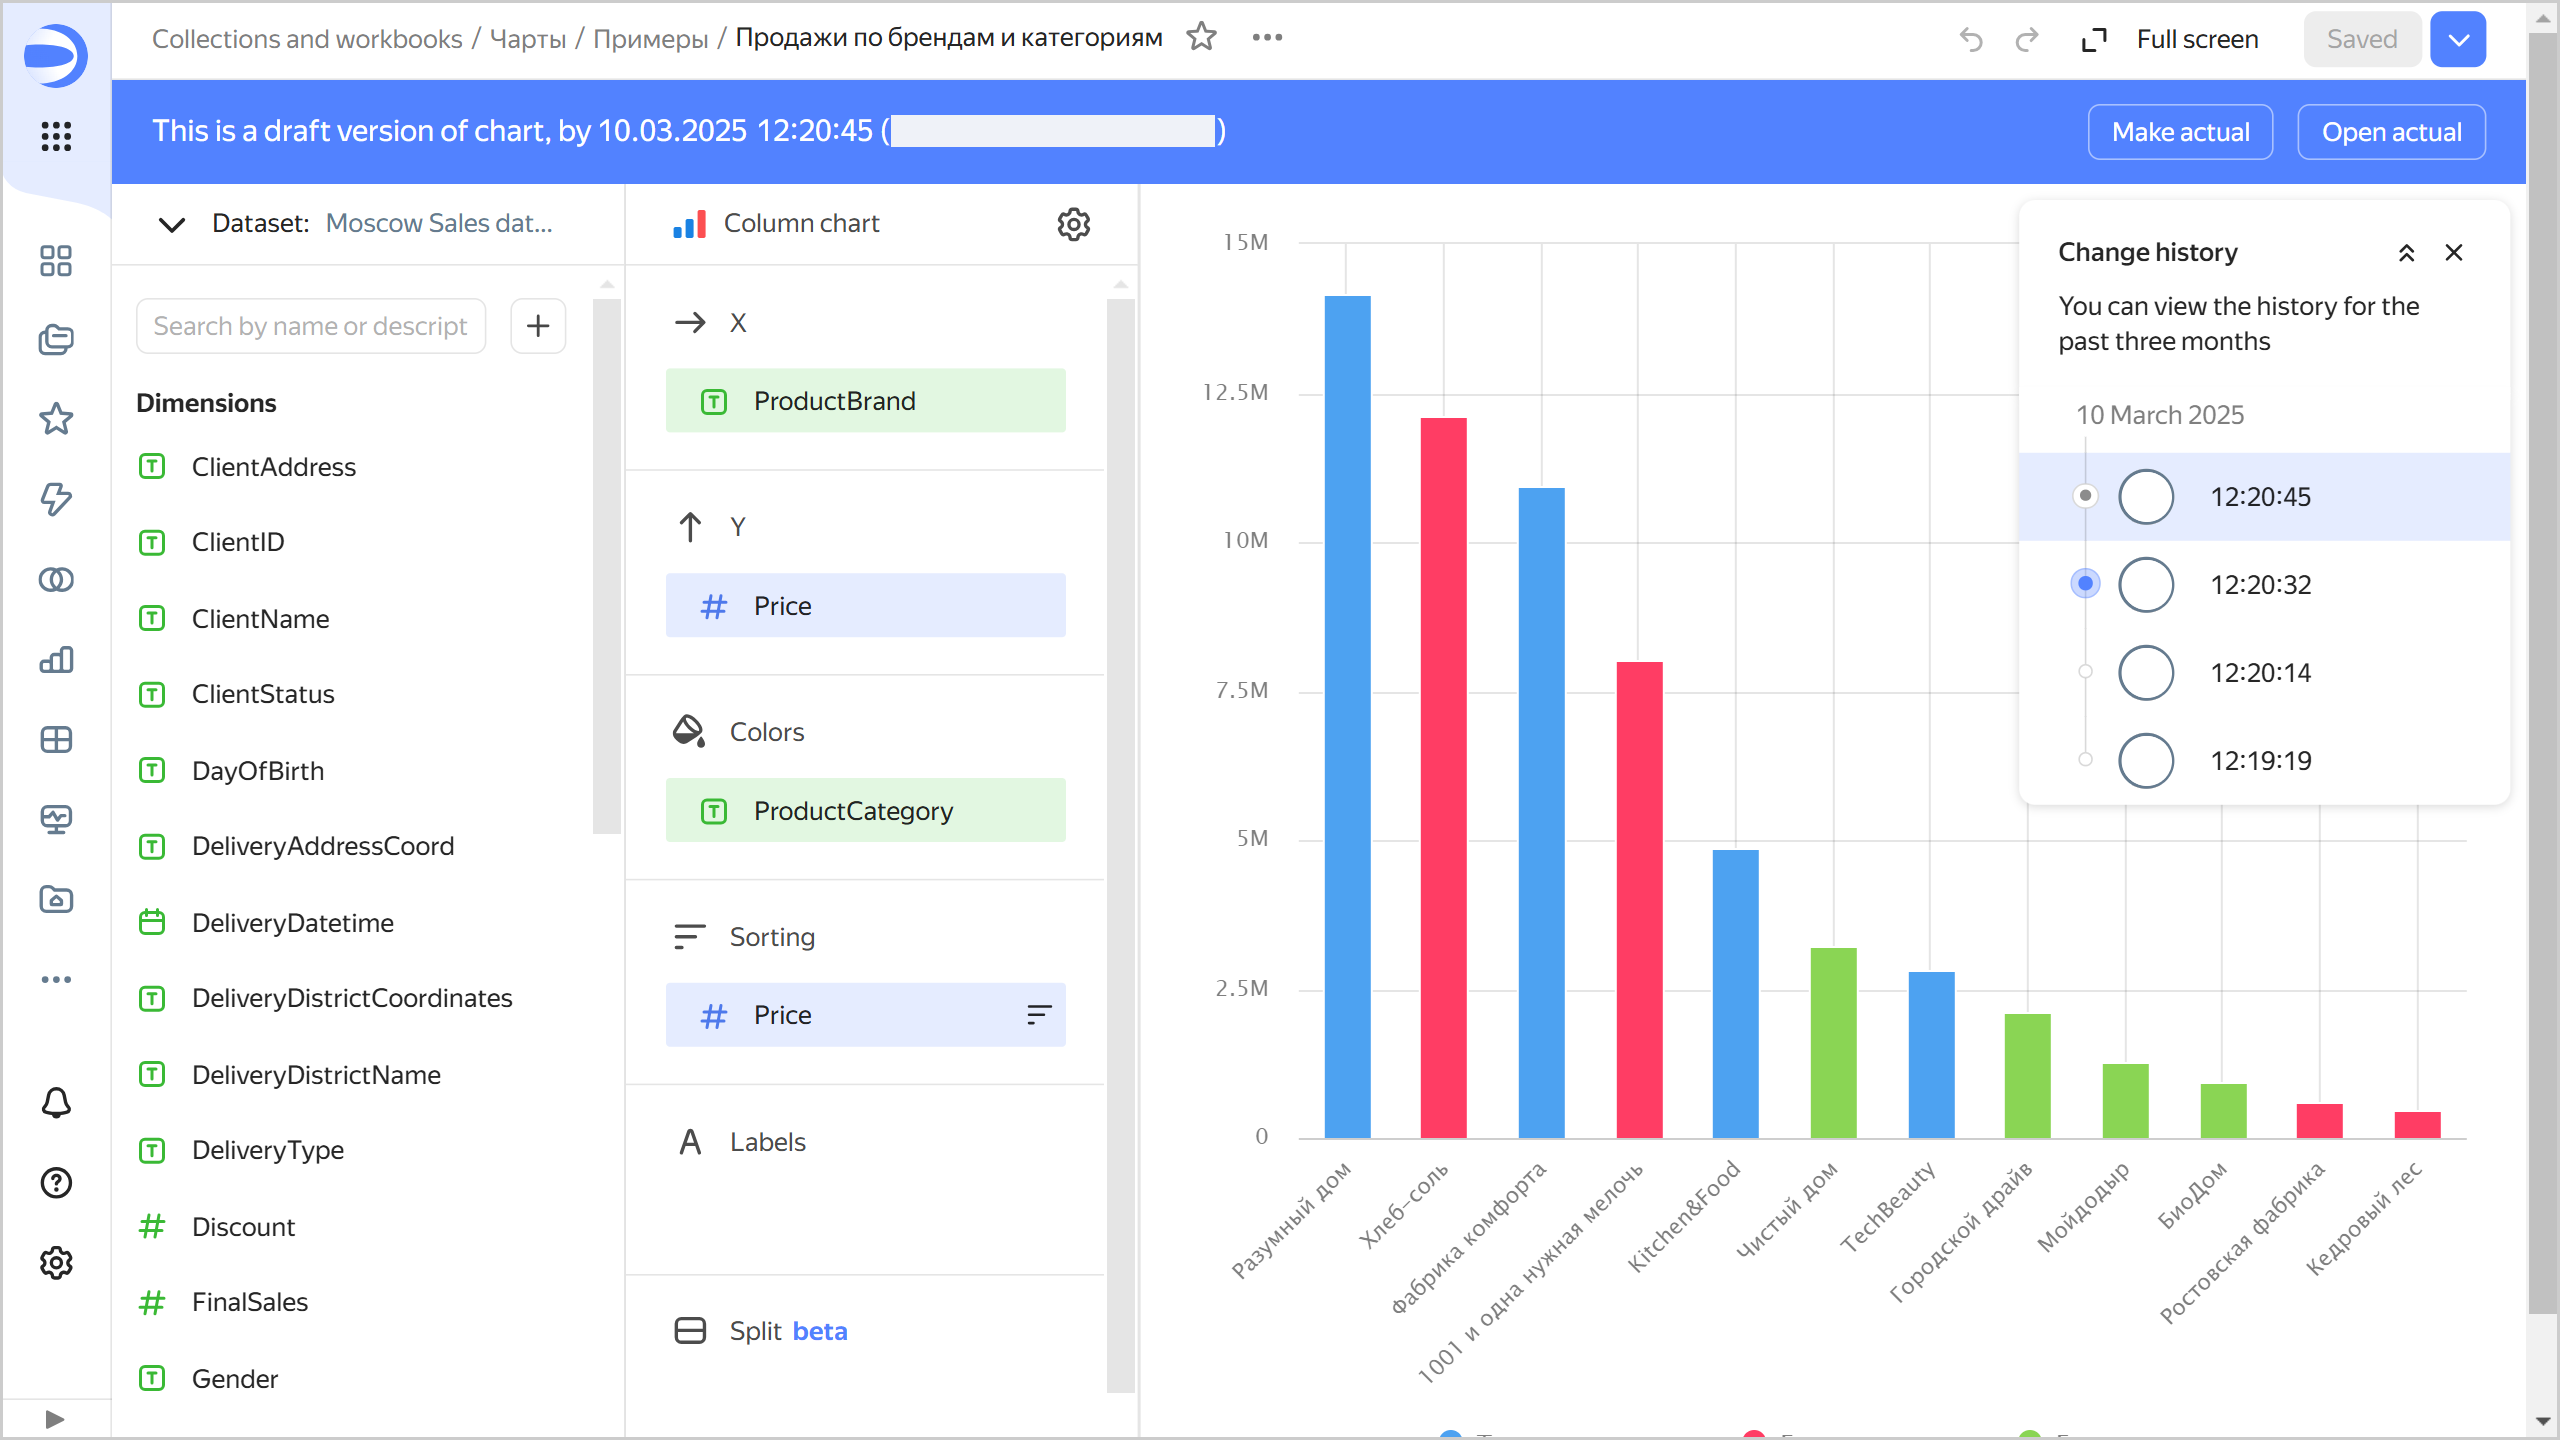 Collections and workbooks / Чарты / Примеры / Продажи по брендам и категориям
Full screen
Saved
This is a draft version of chart, by 10.03.2025 12:20:45 ( )
Make actual
Open actual
Dataset: Moscow Sales dat...
Search by name or descript
Dimensions
ClientAddress
ClientID
ClientName
ClientStatus
DayOfBirth
DeliveryAddressCoord
DeliveryDatetime
DeliveryDistrictCoordinates
DeliveryDistrictName
DeliveryType
Discount
FinalSales
Gender
Column chart
X
ProductBrand
Y
Price
Colors
ProductCategory
Sorting
Price
Labels
Split beta
15M
12.5M
10M
7.5M
5M
2.5M
0
Разумный дом
Хлеб-соль
Фабрика комфорта
1001 и одна нужная мелочь
Kitchen&Food
Чистый дом
TechBeauty
Городской драйв
Мойдодыр
БиоДом
Ростовская фабрика
Кедровый лес
Change history
You can view the history for the
past three months
10 March 2025
12:20:45
12:20:32
12:20:14
12:19:19